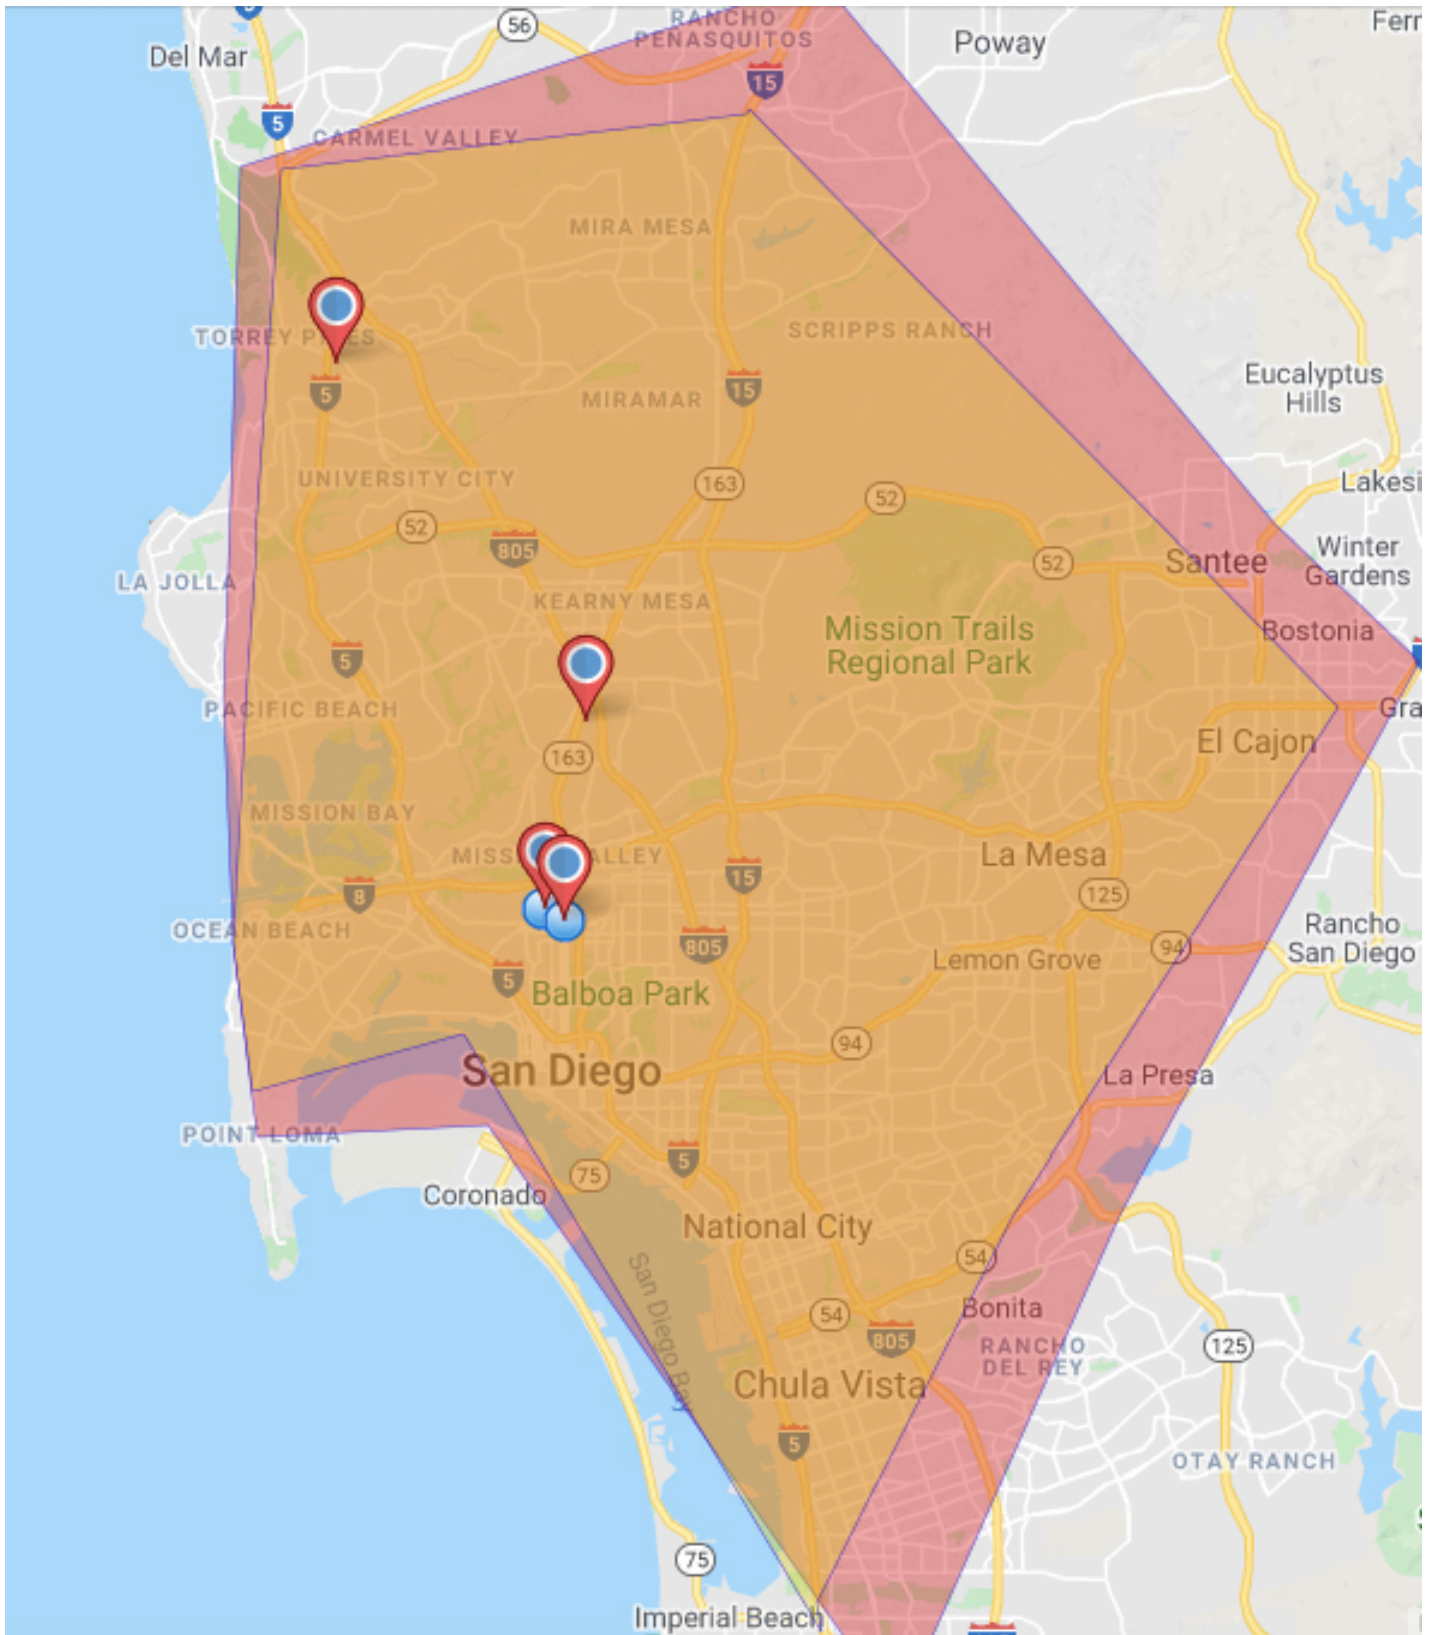 RANCHO
PENASQUITOS
56
Del Mar
Poway
15
5
CARMEL VALLEY
MIRA MESA
TORREY P
ES
SCRIPPS RANCH
5
15
MIRAMAR
Eucalyptus
Hills
UNIVERSITY CITY
163
52
Lakesi
52
805
52
Santee
Winter
Gardens
LA JOLLA
KEARNY MESA
Mission Trails
Regional Park
Bostonia
5
PACIFIC BEACH
Gra
El Cajon
163
MISSION BAY
MISS
ALLEY
La Mesa
15
8
125
OCEAN BEACH
Rancho
San Diego
805
94
Lemon Grove
5
Balboa Park
94
San Diego
La Presa
POINT LOMA
5
75
Coronado
National City
54
San Diego Bay
Bonita
54
805
RANCHO
DEL REY
125
Chula Vista
5
OTAY RANCH
75
Imperial Beach